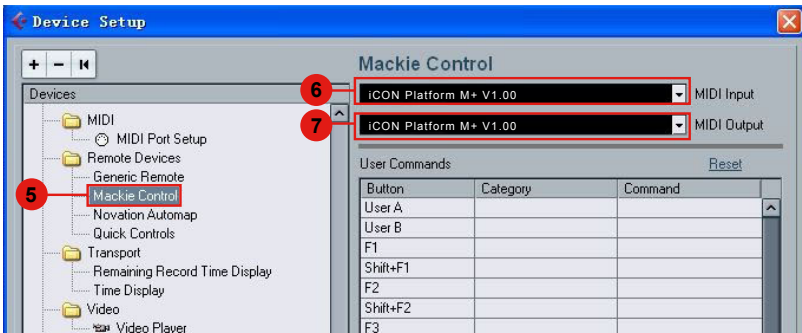 Device Setup
Mackie Control
Devices
6
iCON Platform M+ V1.00
MIDI Input
7
iCON Platform M+ V1.00
MIDI Output
MIDI
MIDI Port Setup
Remote Devices
Generic Remote
5
Mackie Control
Novation Automap
Quick Controls
Transport
Remaining Record Time Display
Time Display
Video
Video Player
User Commands
Reset
Button Category Command
User A
User B
F1
Shift+F1
F2
Shift+F2
F3